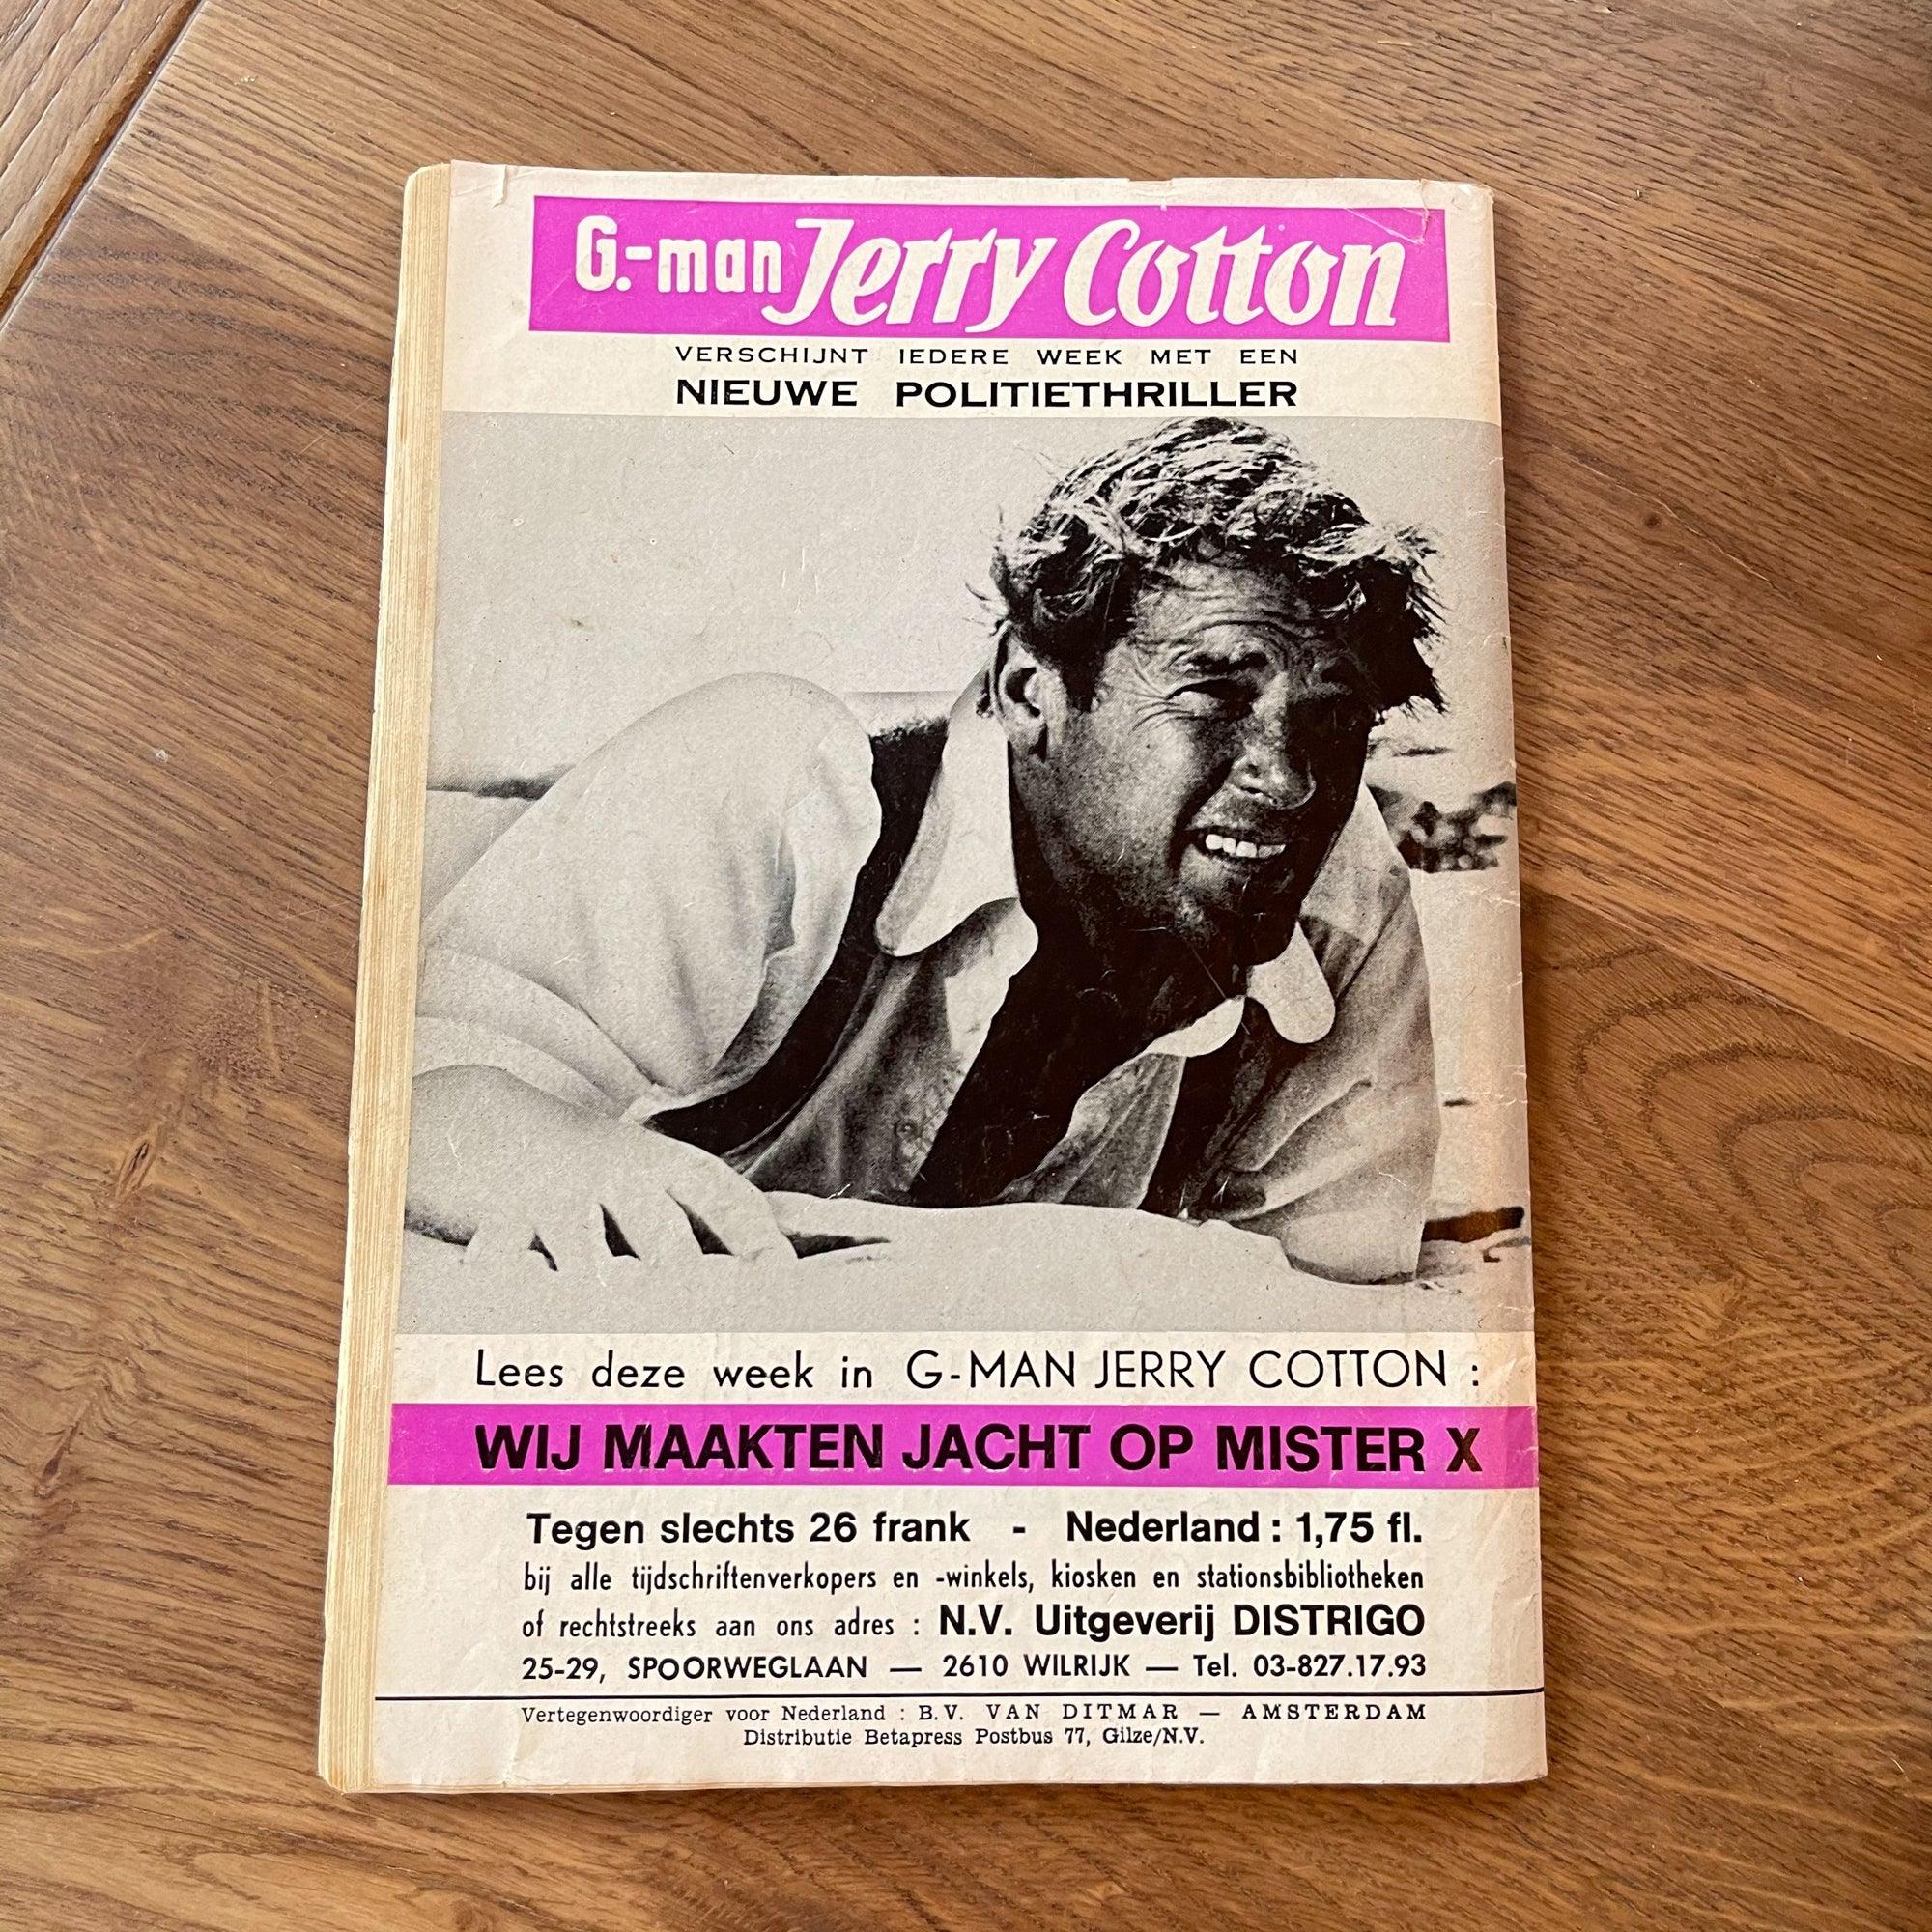 G.-man Jerry Cotton
VERSCHIJNT IEDERE WEEK MET EEN
NIEUWE POLITIETHRILLER
Lees deze week in G-MAN JERRY COTTON :
WIJ MAAKTEN JACHT OP MISTER X
Tegen slechts 26 frank - Nederland : 1,75 fl.
bij alle tijdschriftenverkopers en -winkels, kiosken en stationsbibliotheken
of rechtstreeks aan ons adres : N.V. Uitgeverij DISTRIGO
25-29, SPOORWEGLAAN — 2610 WILRIJK — Tel. 03-827.17.93
Vertegenwoordiger voor Nederland : B.V. VAN DITMAR — AMSTERDAM
Distributie Betapress Postbus 77, Gilze/N.V.